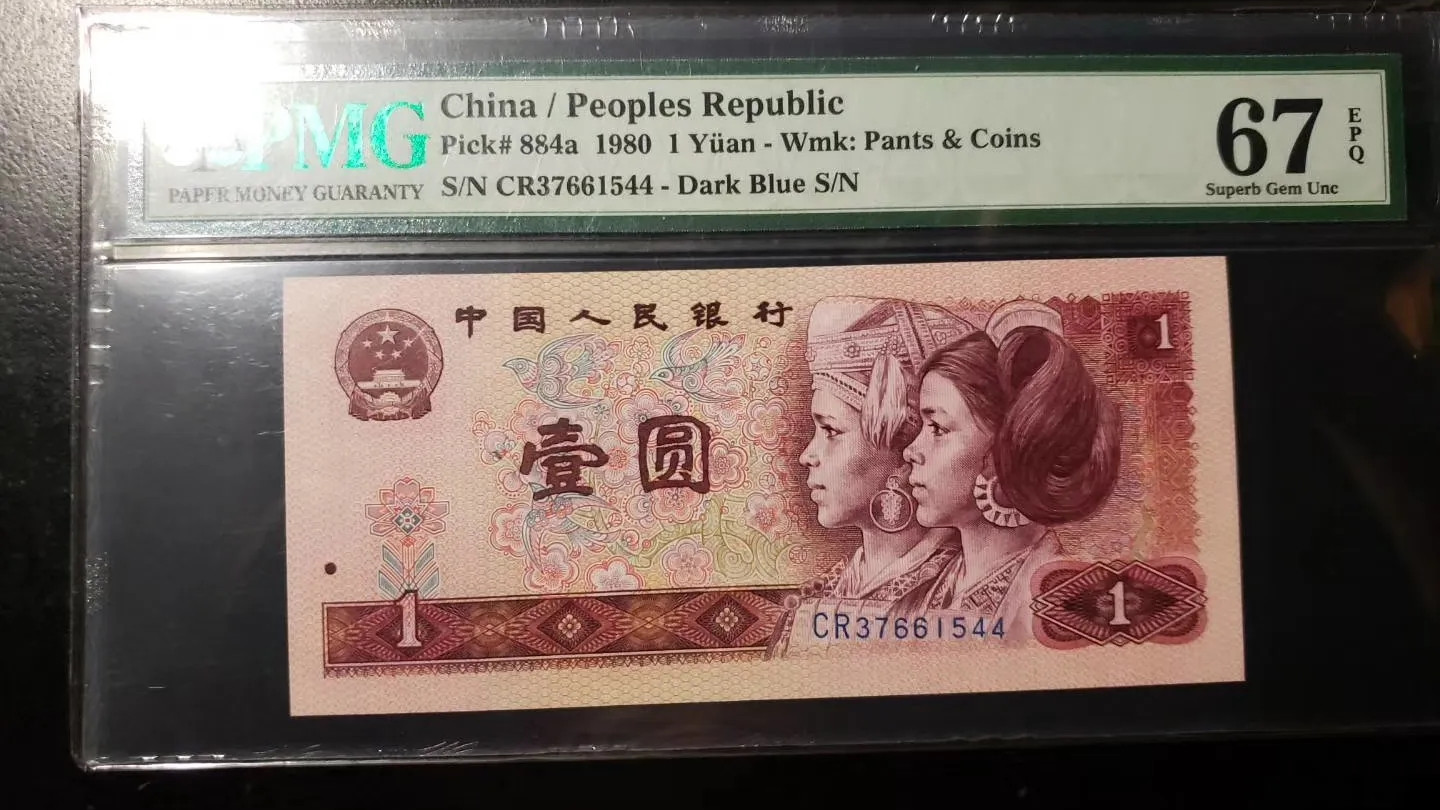 PMG
PAPER MONEY GUARANTY
China / Peoples Republic
Pick# 884a 1980 1 Yüan - Wmk: Pants & Coins
S/N CR37661544 - Dark Blue S/N
67
EPQ
Superb Gem Unc
中国人民银行
1
壹圆
1
CR37661544
1